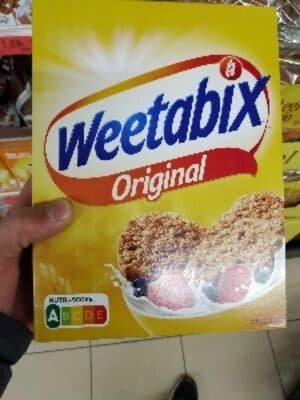 Weetabix
Original
NUTRI-SCORE
A B C D E